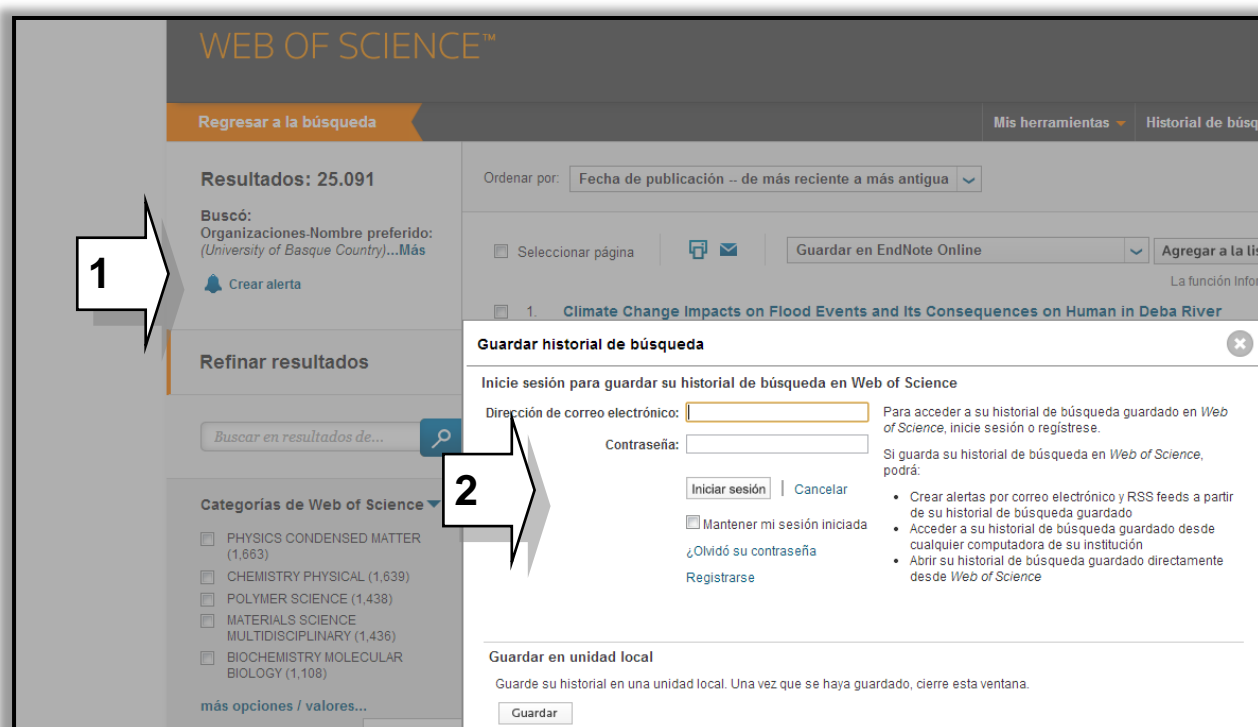 WEB OF SCIENCE™
Regresar a la búsqueda
Mis herramientas
Historial de búsq
Resultados: 25.091
Buscó:
Organizaciones-Nombre preferido:
(University of Basque Country)...Más
Crear alerta
1
Ordenar por: Fecha de publicación -- de más reciente a más antigua
Seleccionar página
Guardar en EndNote Online
Agregar a la lis
La función Infor
1. Climate Change Impacts on Flood Events and Its Consequences on Human in Deba River
Refinar resultados
Buscar en resultados de...
Categorías de Web of Science
PHYSICS CONDENSED MATTER
(1,663)
CHEMISTRY PHYSICAL (1,639)
POLYMER SCIENCE (1,438)
MATERIALS SCIENCE
MULTIDISCIPLINARY (1,436)
BIOCHEMISTRY MOLECULAR
BIOLOGY (1,108)
más opciones / valores...
2
Guardar historial de búsqueda
Inicie sesión para guardar su historial de búsqueda en Web of Science
Dirección de correo electrónico:
Contraseña:
Iniciar sesión | Cancelar
Mantener mi sesión iniciada
¿Olvidó su contraseña
Registrarse
Para acceder a su historial de búsqueda guardado en Web
of Science, inicie sesión o regístrese.
Si guarda su historial de búsqueda en Web of Science,
podrá:
• Crear alertas por correo electrónico y RSS feeds a partir
de su historial de búsqueda guardado
• Acceder a su historial de búsqueda guardado desde
cualquier computadora de su institución
• Abrir su historial de búsqueda guardado directamente
desde Web of Science
Guardar en unidad local
Guarde su historial en una unidad local. Una vez que se haya guardado, cierre esta ventana.
Guardar